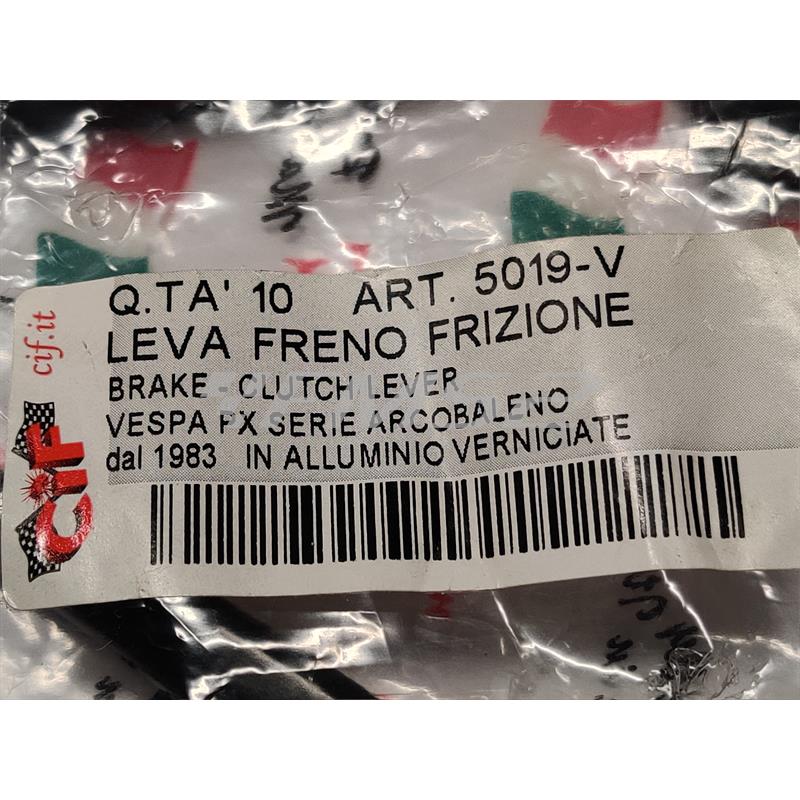 Q.TA' 10 ART. 5019-V
LEVA FRENO FRIZIONE
BRAKE CLUTCH LEVER
VESPA PX SERIE ARCOBALENO
dal 1983 IN ALLUMINIO VERNICiATE
cif.it
CiF